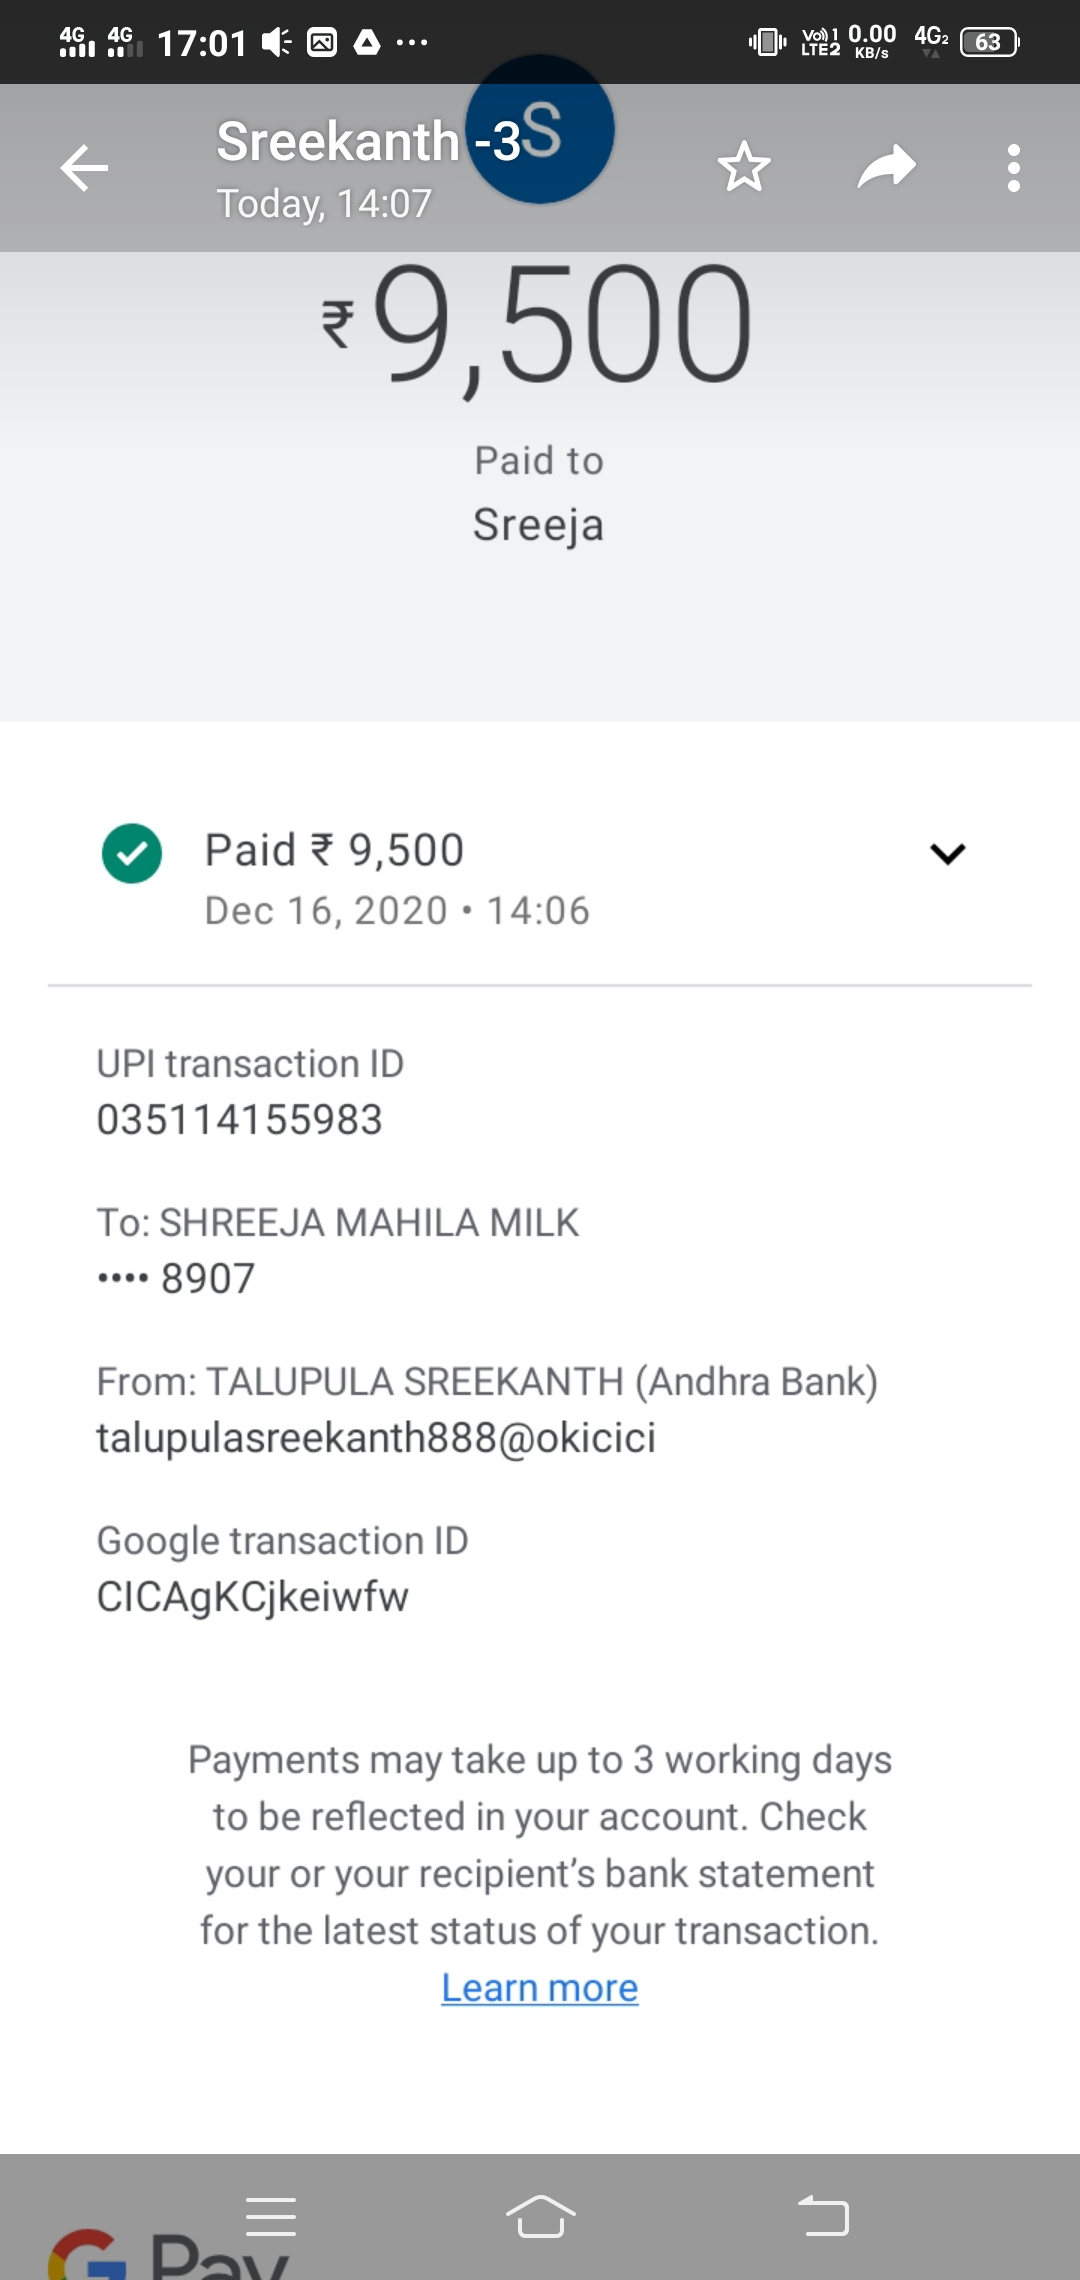 4G 4G 17:01 Vo) 1 LTE2 0.00 KB/s 4G2 63
Sreekanth -3
S
Today, 14:07
₹9,500
Paid to
Sreeja
Paid ₹ 9,500
Dec 16, 2020 • 14:06
UPI transaction ID
035114155983
To: SHREEJA MAHILA MILK
•••• 8907
From: TALUPULA SREEKANTH (Andhra Bank)
talupulasreekanth888@okicici
Google transaction ID
CICAgKCjkeiwfw
Payments may take up to 3 working days
to be reflected in your account. Check
your or your recipient’s bank statement
for the latest status of your transaction.
Learn more
G Pay